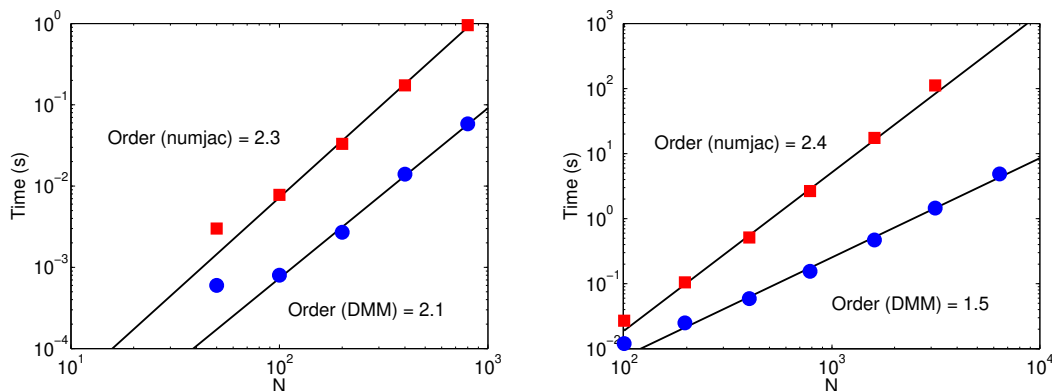 10^0
10^-1
10^-2
10^-3
10^-4
Time (s)
Order (numjac) = 2.3
Order (DMM) = 2.1
10^1
10^2
10^3
N
10^3
10^2
10^1
10^0
10^-1
10^-2
Time (s)
Order (numjac) = 2.4
Order (DMM) = 1.5
10^2
10^3
10^4
N